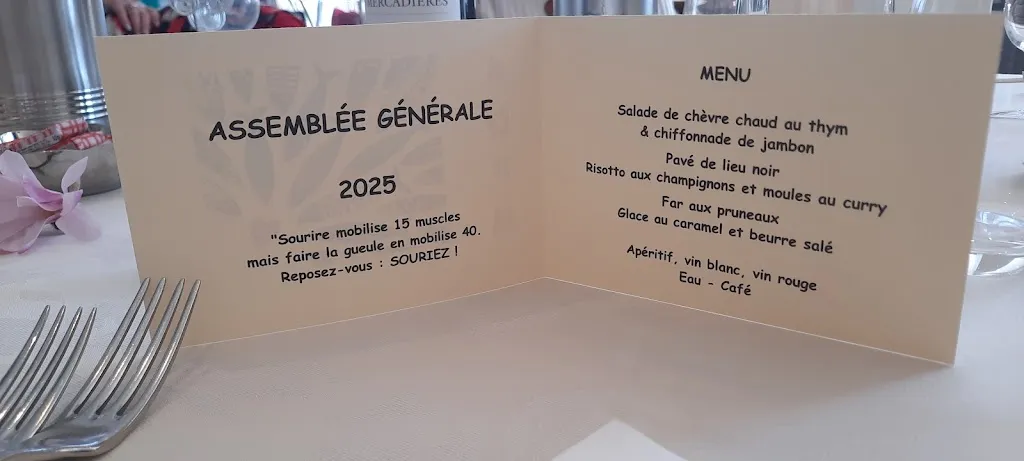 MERCADIÈRES
ASSEMBLÉE GÉNÉRALE
2025
"Sourire mobilise 15 muscles
mais faire la gueule en mobilise 40.
Reposez-vous : SOURIEZ !
MENU
Salade de chèvre chaud au thym
& chiffonnade de jambon
Pavé de lieu noir
Risotto aux champignons et moules au curry
Far aux pruneaux
Glace au caramel et beurre salé
Apéritif, vin blanc, vin rouge
Eau - Café